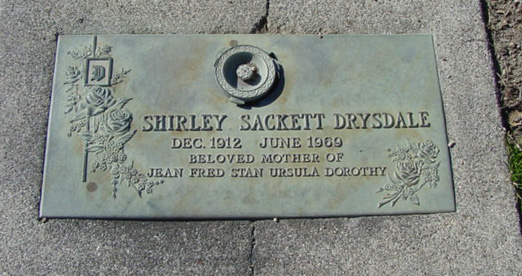 D
SHIRLEY SACKETT DRYSDALE
DEC. 1912 JUNE 1969
BELOVED MOTHER OF
JEAN FRED STAN URSULA DOROTHY